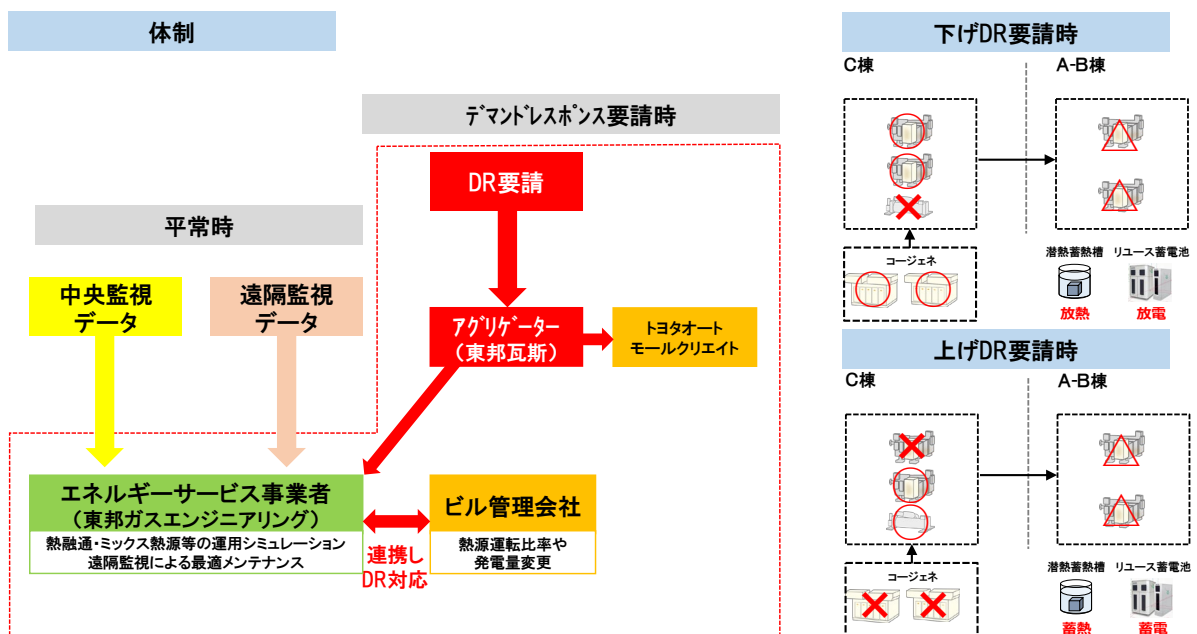 体制
ﾃﾞﾏﾝﾄﾞﾚｽﾎﾟﾝｽ要請時
DR要請
平常時
中央監視
データ
遠隔監視
データ
ｱｸﾞﾘｹﾞｰﾀｰ
（東邦瓦斯）
トヨタオート
モールクリエイト
エネルギーサービス事業者
（東邦ガスエンジニアリング）
熱融通・ミックス熱源等の運用シミュレーション
遠隔監視による最適メンテナンス
連携し
DR対応
ビル管理会社
熱源運転比率や
発電量変更
下げDR要請時
C棟
A-B棟
コージェネ
潜熱蓄熱槽
リユース蓄電池
放熱
放電
上げDR要請時
C棟
A-B棟
コージェネ
潜熱蓄熱槽
リユース蓄電池
蓄熱
蓄電